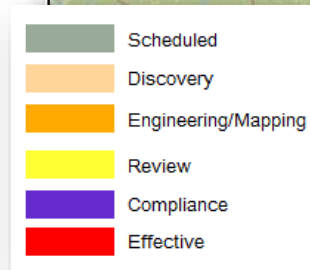 Scheduled
Discovery
Engineering/Mapping
Review
Compliance
Effective